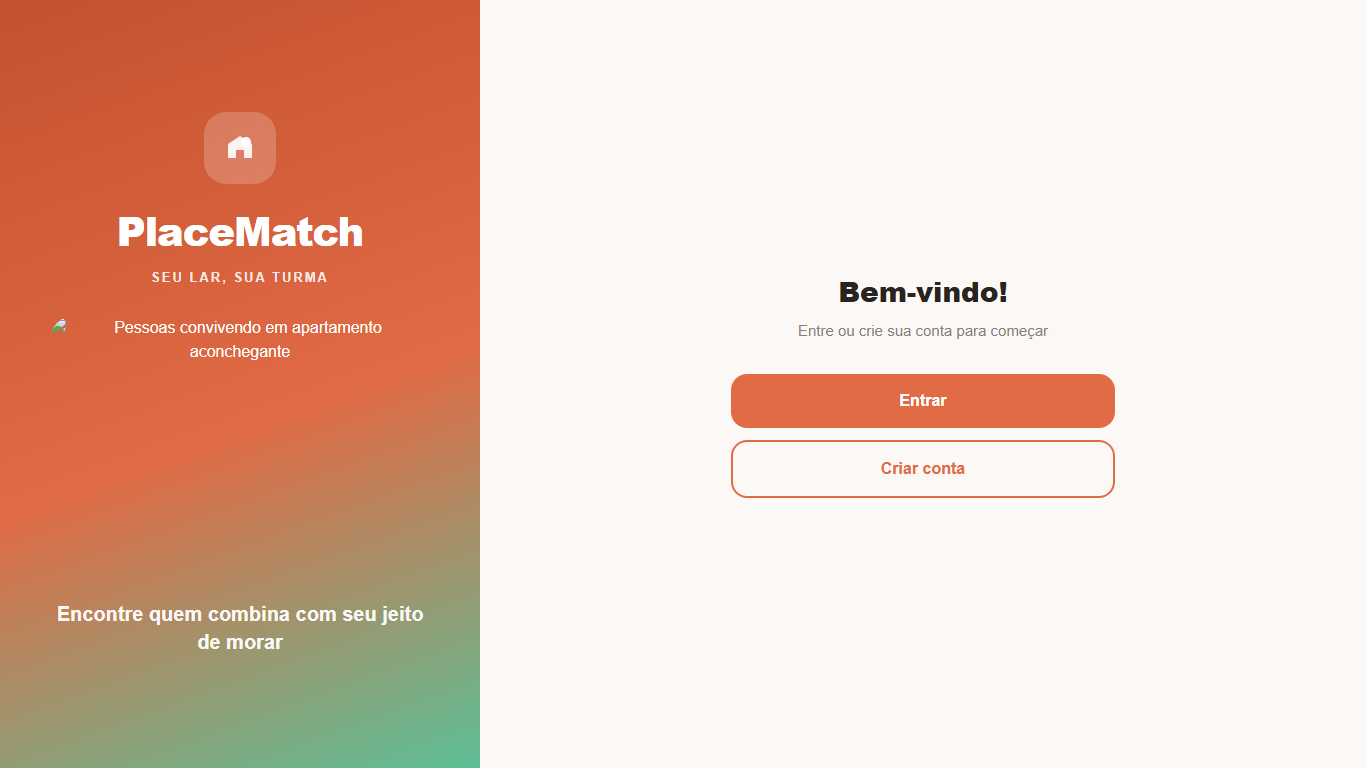 PlaceMatch
SEU LAR, SUA TURMA
Pessoas convivendo em apartamento
aconchegante
Encontre quem combina com seu jeito
de morar
Bem-vindo!
Entre ou crie sua conta para começar
Entrar
Criar conta